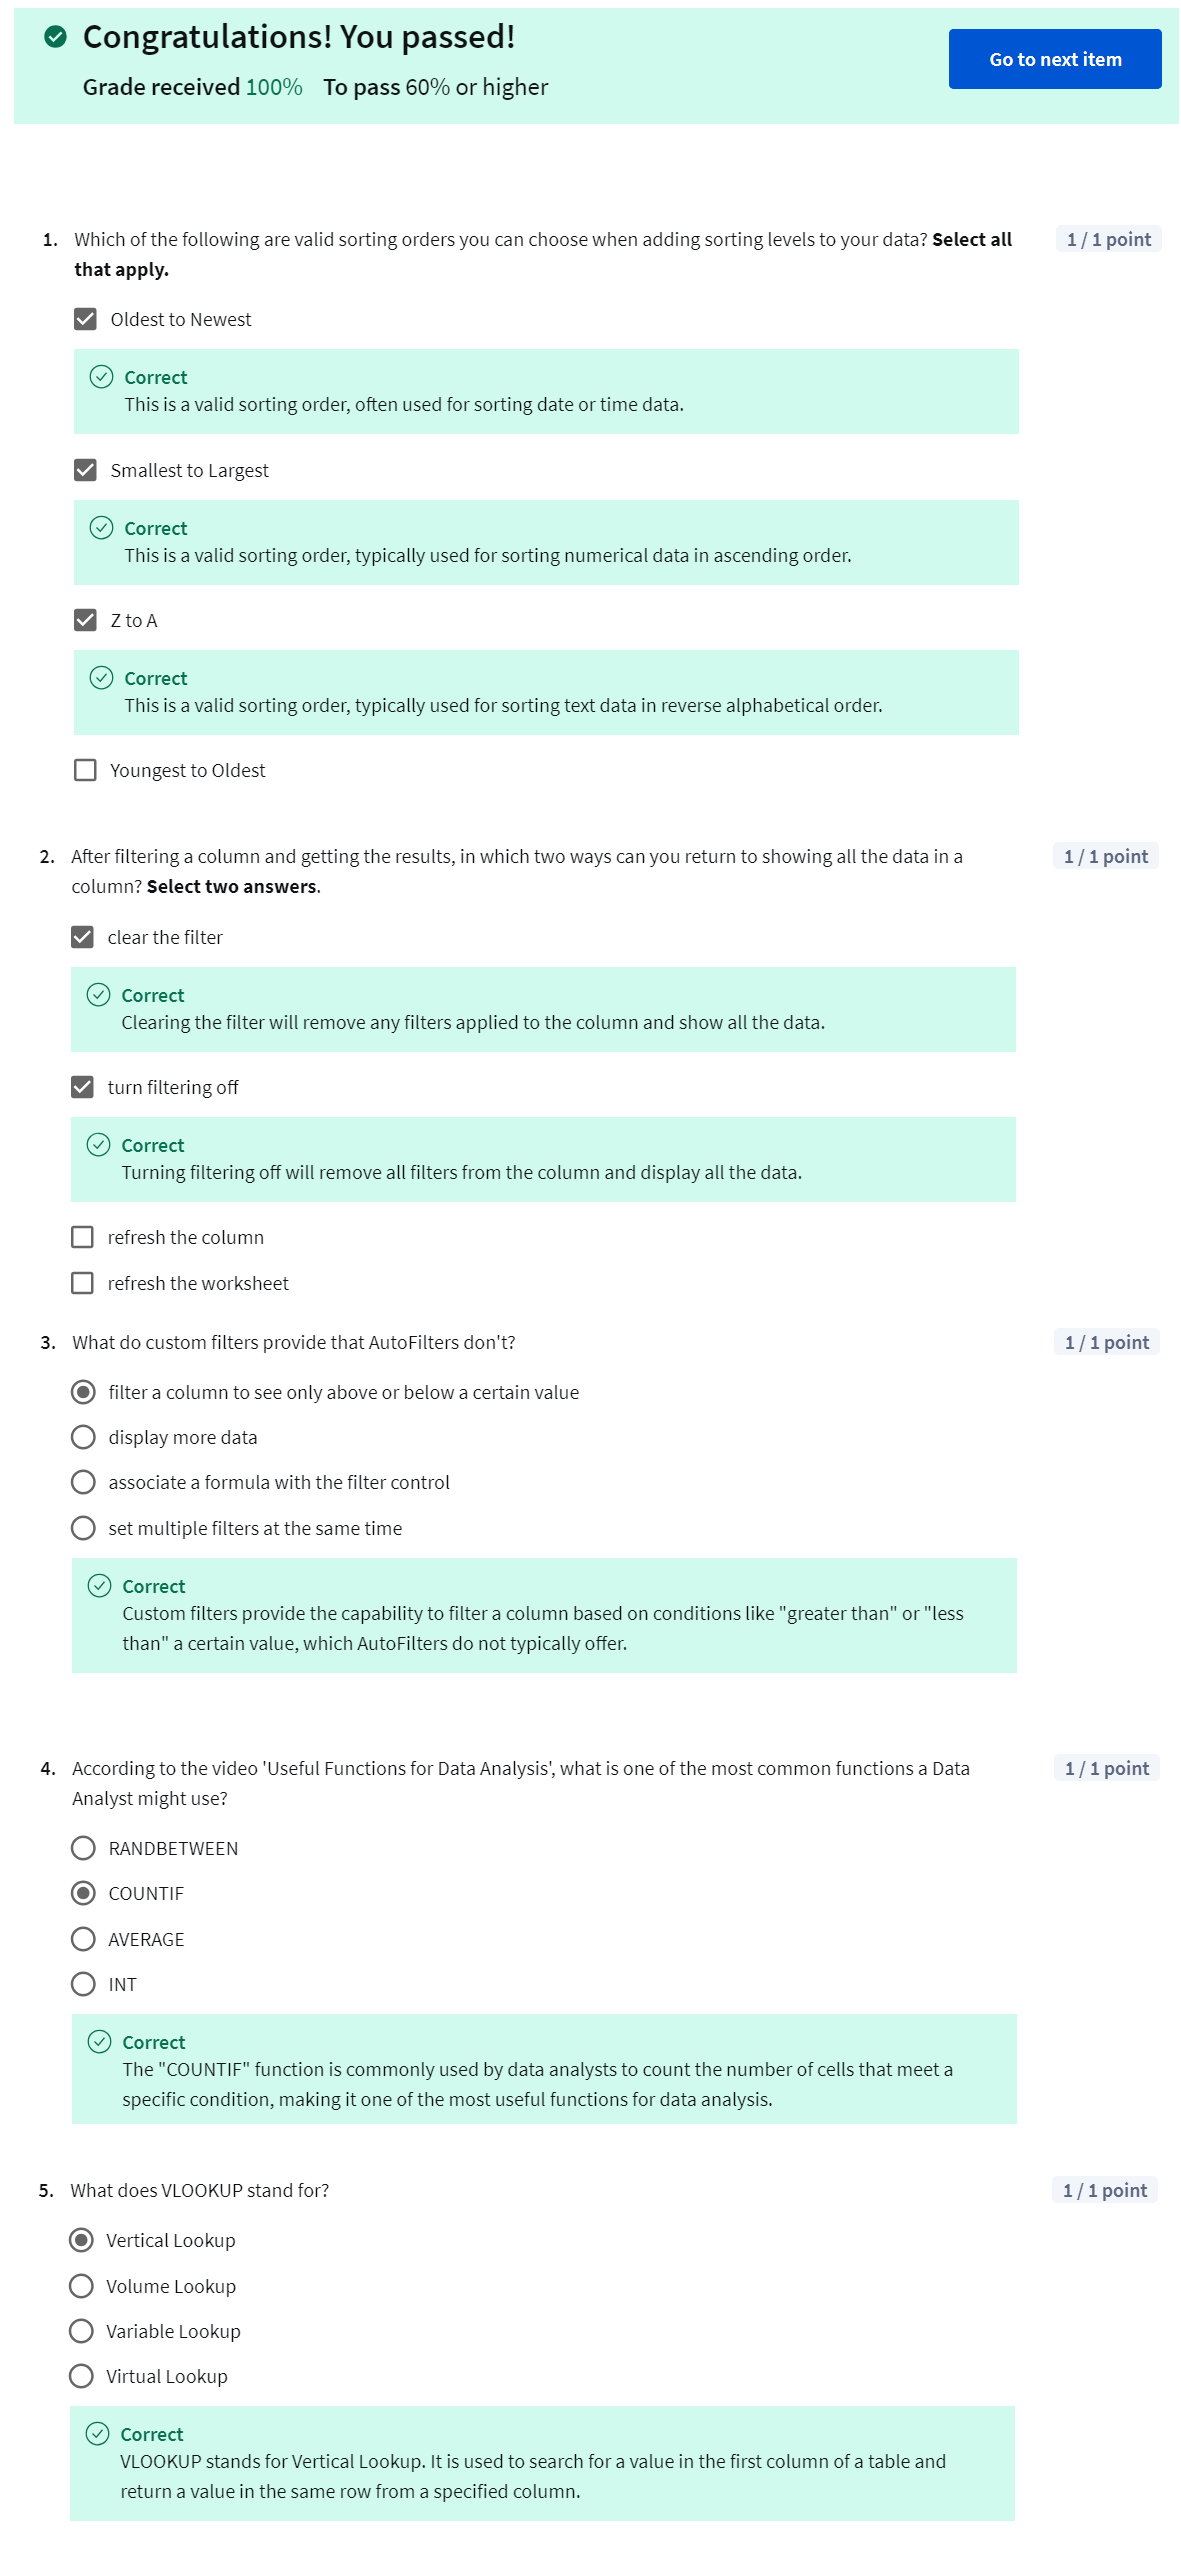 Congratulations! You passed!
Go to next item
Grade received 100% To pass 60% or higher
1. Which of the following are valid sorting orders you can choose when adding sorting levels to your data? Select all
that apply.
1 / 1 point
Oldest to Newest
Correct
This is a valid sorting order, often used for sorting date or time data.
Smallest to Largest
Correct
This is a valid sorting order, typically used for sorting numerical data in ascending order.
Z to A
Correct
This is a valid sorting order, typically used for sorting text data in reverse alphabetical order.
Youngest to Oldest
2. After filtering a column and getting the results, in which two ways can you return to showing all the data in a
column? Select two answers.
1 / 1 point
clear the filter
Correct
Clearing the filter will remove any filters applied to the column and show all the data.
turn filtering off
Correct
Turning filtering off will remove all filters from the column and display all the data.
refresh the column
refresh the worksheet
3. What do custom filters provide that AutoFilters don't?
1 / 1 point
filter a column to see only above or below a certain value
display more data
associate a formula with the filter control
set multiple filters at the same time
Correct
Custom filters provide the capability to filter a column based on conditions like "greater than" or "less
than" a certain value, which AutoFilters do not typically offer.
4. According to the video 'Useful Functions for Data Analysis', what is one of the most common functions a Data
Analyst might use?
1 / 1 point
RANDBETWEEN
COUNTIF
AVERAGE
INT
Correct
The "COUNTIF" function is commonly used by data analysts to count the number of cells that meet a
specific condition, making it one of the most useful functions for data analysis.
5. What does VLOOKUP stand for?
1 / 1 point
Vertical Lookup
Volume Lookup
Variable Lookup
Virtual Lookup
Correct
VLOOKUP stands for Vertical Lookup. It is used to search for a value in the first column of a table and
return a value in the same row from a specified column.